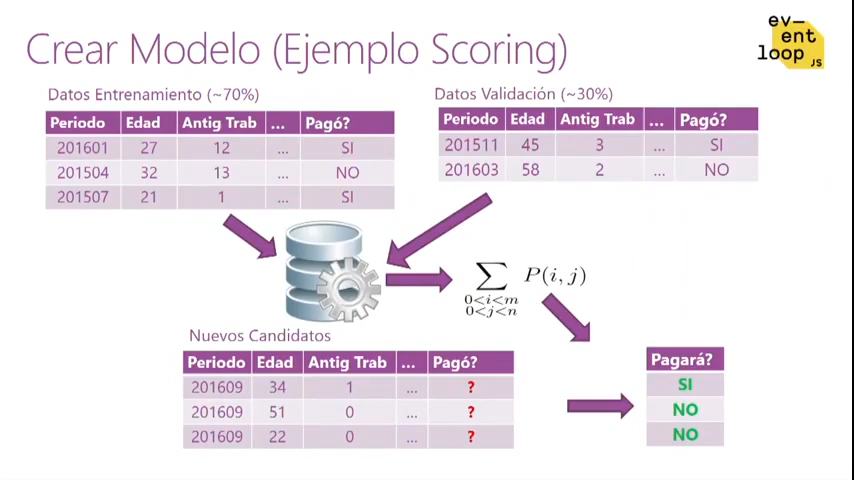 Crear Modelo (Ejemplo Scoring)
ev—
ent
loop JS
Datos Entrenamiento (~70%)
Periodo Edad Antig Trab ... Pagó?
201601 27 12 ... SI
201504 32 13 ... NO
201507 21 1 ... SI
Datos Validación (~30%)
Periodo Edad Antig Trab ... Pagó?
201511 45 3 ... SI
201603 58 2 ... NO
∑ P(i, j)
0<i<m
0<j<n
Nuevos Candidatos
Periodo Edad Antig Trab ... Pagó?
201609 34 1 ... ?
201609 51 0 ... ?
201609 22 0 ... ?
Pagará?
SI
NO
NO